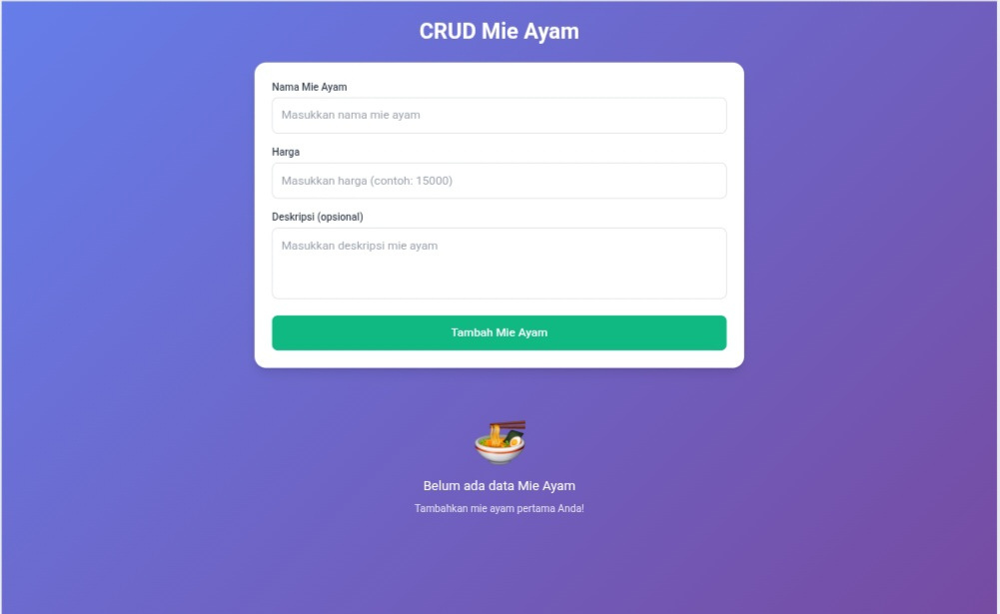 CRUD Mie Ayam
Nama Mie Ayam
Masukkan nama mie ayam
Harga
Masukkan harga (contoh: 15000)
Deskripsi (opsional)
Masukkan deskripsi mie ayam
Tambah Mie Ayam
Belum ada data Mie Ayam
Tambahkan mie ayam pertama Anda!